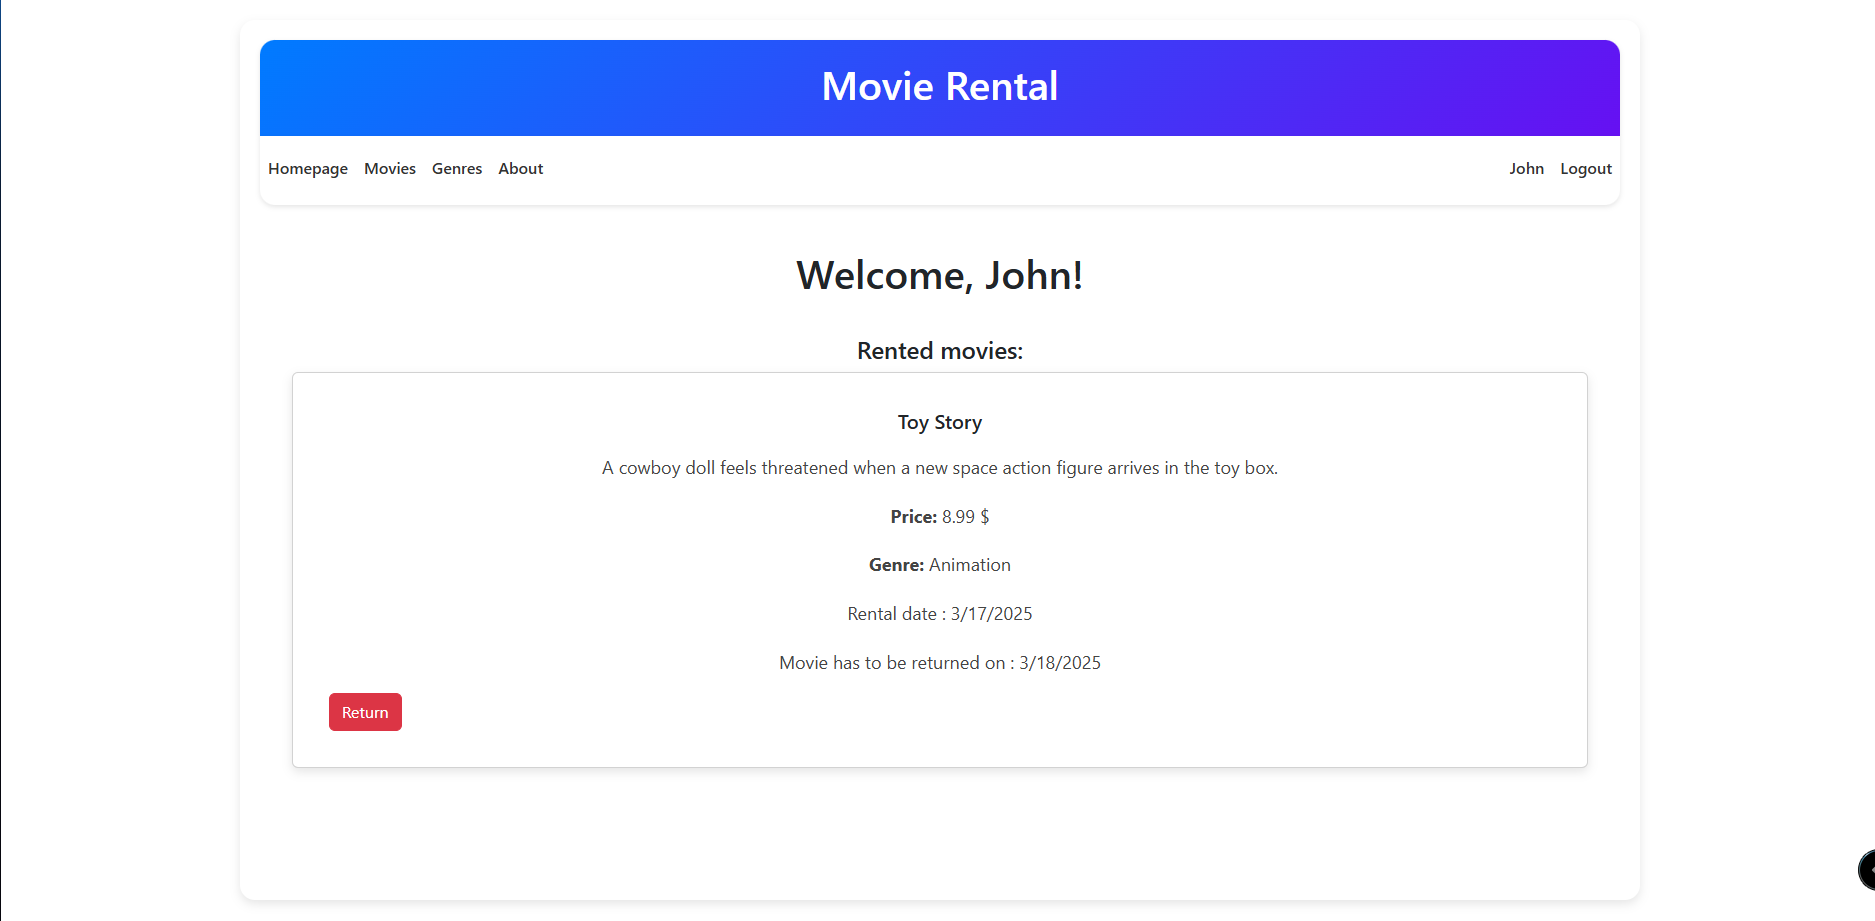 Movie Rental
Homepage Movies Genres About John Logout
Welcome, John!
Rented movies:
Toy Story
A cowboy doll feels threatened when a new space action figure arrives in the toy box.
Price: 8.99 $
Genre: Animation
Rental date : 3/17/2025
Movie has to be returned on : 3/18/2025
Return